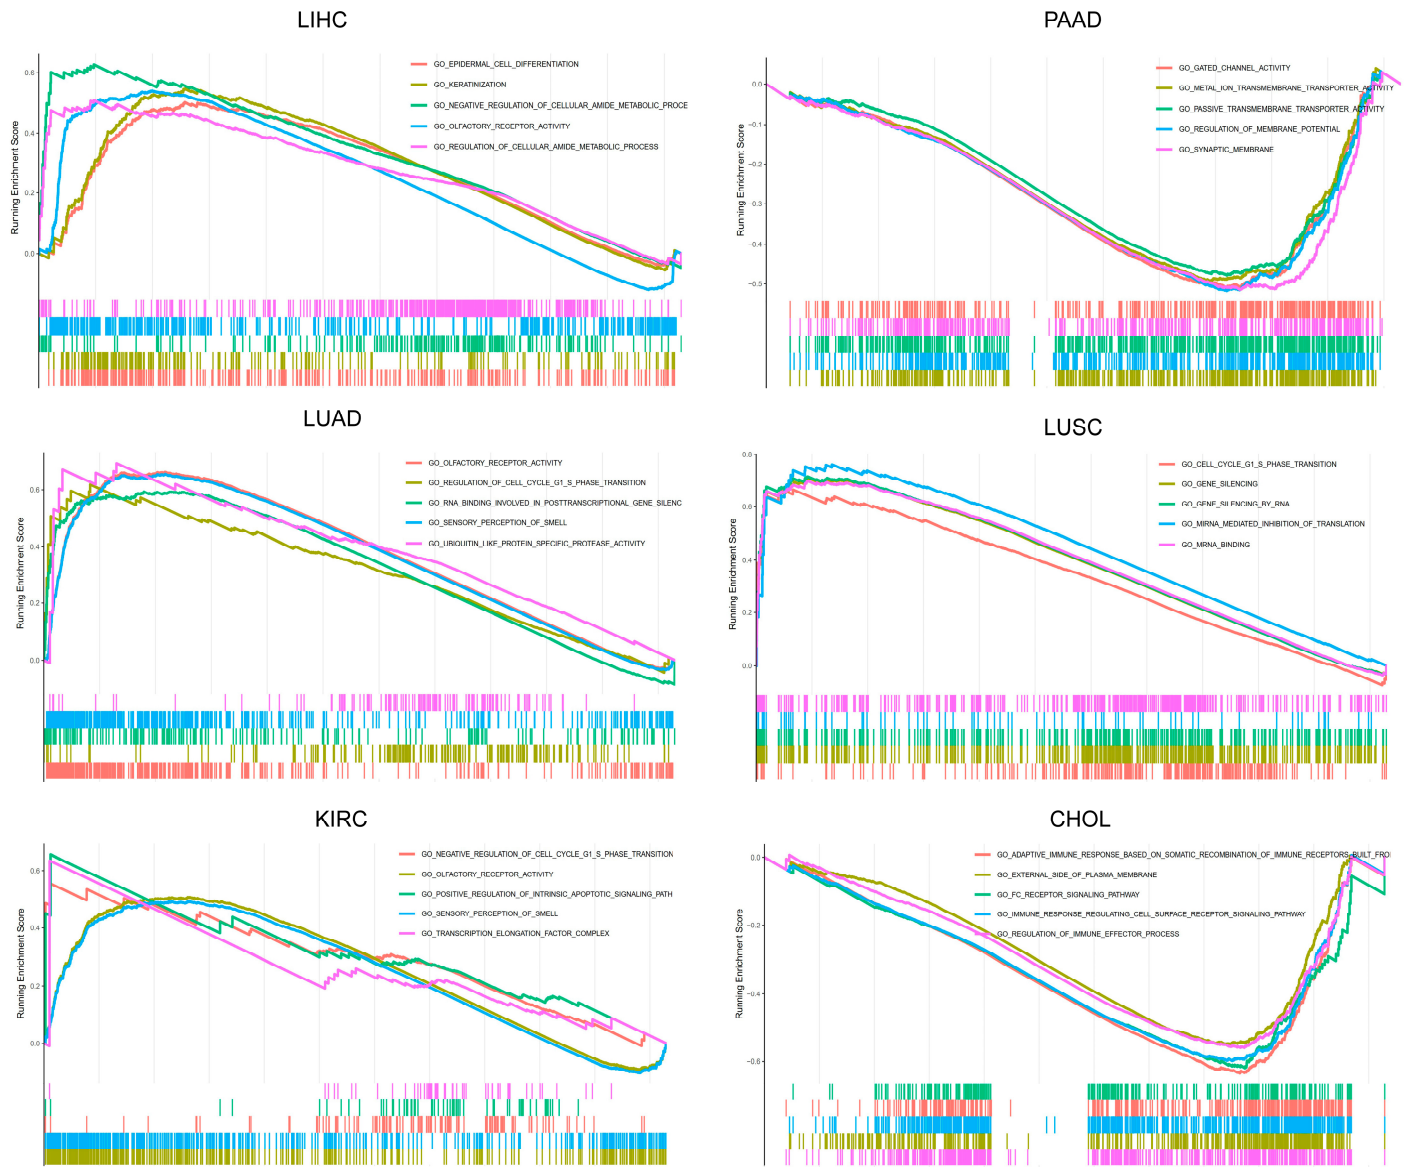 LIHC
Running Enrichment Score
0.6
0.4
0.2
0.0
GO_EPIDERMAL_CELL_DIFFERENTIATION
GO_KERATINIZATION
GO_NEGATIVE_REGULATION_OF_CELLULAR_AMIDE_METABOLIC_PROCE
GO_OLFACTORY_RECEPTOR_ACTIVITY
GO_REGULATION_OF_CELLULAR_AMIDE_METABOLIC_PROCESS
PAAD
Running Enrichment Score
0.0
−0.1
−0.2
−0.3
−0.4
−0.5
GO_GATED_CHANNEL_ACTIVITY
GO_METAL_ION_TRANSMEMBRANE_TRANSPORTER_ACTIVITY
GO_PASSIVE_TRANSMEMBRANE_TRANSPORTER_ACTIVITY
GO_REGULATION_OF_MEMBRANE_POTENTIAL
GO_SYNAPTIC_MEMBRANE
LUAD
Running Enrichment Score
0.6
0.4
0.2
0.0
GO_OLFACTORY_RECEPTOR_ACTIVITY
GO_REGULATION_OF_CELL_CYCLE_G1_S_PHASE_TRANSITION
GO_RNA_BINDING_INVOLVED_IN_POSTTRANSCRIPTIONAL_GENE_SILENC
GO_SENSORY_PERCEPTION_OF_SMELL
GO_UBIQUITIN_LIKE_PROTEIN_SPECIFIC_PROTEASE_ACTIVITY
LUSC
Running Enrichment Score
0.0
0.6
0.4
0.2
0.0
GO_CELL_CYCLE_G1_S_PHASE_TRANSITION
GO_GENE_SILENCING
GO_GENE_SILENCING_BY_RNA
GO_MIRNA_MEDIATED_INHIBITION_OF_TRANSLATION
GO_MRNA_BINDING
KIRC
Running Enrichment Score
0.6
0.4
0.2
0.0
GO_NEGATIVE_REGULATION_OF_CELL_CYCLE_G1_S_PHASE_TRANSITION
GO_OLFACTORY_RECEPTOR_ACTIVITY
GO_POSITIVE_REGULATION_OF_INTRINSIC_APOPTOTIC_SIGNALING_PATH
GO_SENSORY_PERCEPTION_OF_SMELL
GO_TRANSCRIPTION_ELONGATION_FACTOR_COMPLEX
CHOL
Running Enrichment Score
0.0
−0.2
−0.4
−0.6
GO_ADAPTIVE_IMMUNE_RESPONSE_BASED_ON_SOMATIC_RECOMBINATION_OF_IMMUNE_RECEPTORS_BUILT_FRO
GO_EXTERNAL_SIDE_OF_PLASMA_MEMBRANE
GO_FC_RECEPTOR_SIGNALING_PATHWAY
GO_IMMUNE_RESPONSE_REGULATING_CELL_SURFACE_RECEPTOR_SIGNALING_PATHWAY
GO_REGULATION_OF_IMMUNE_EFFECTOR_PROCESS